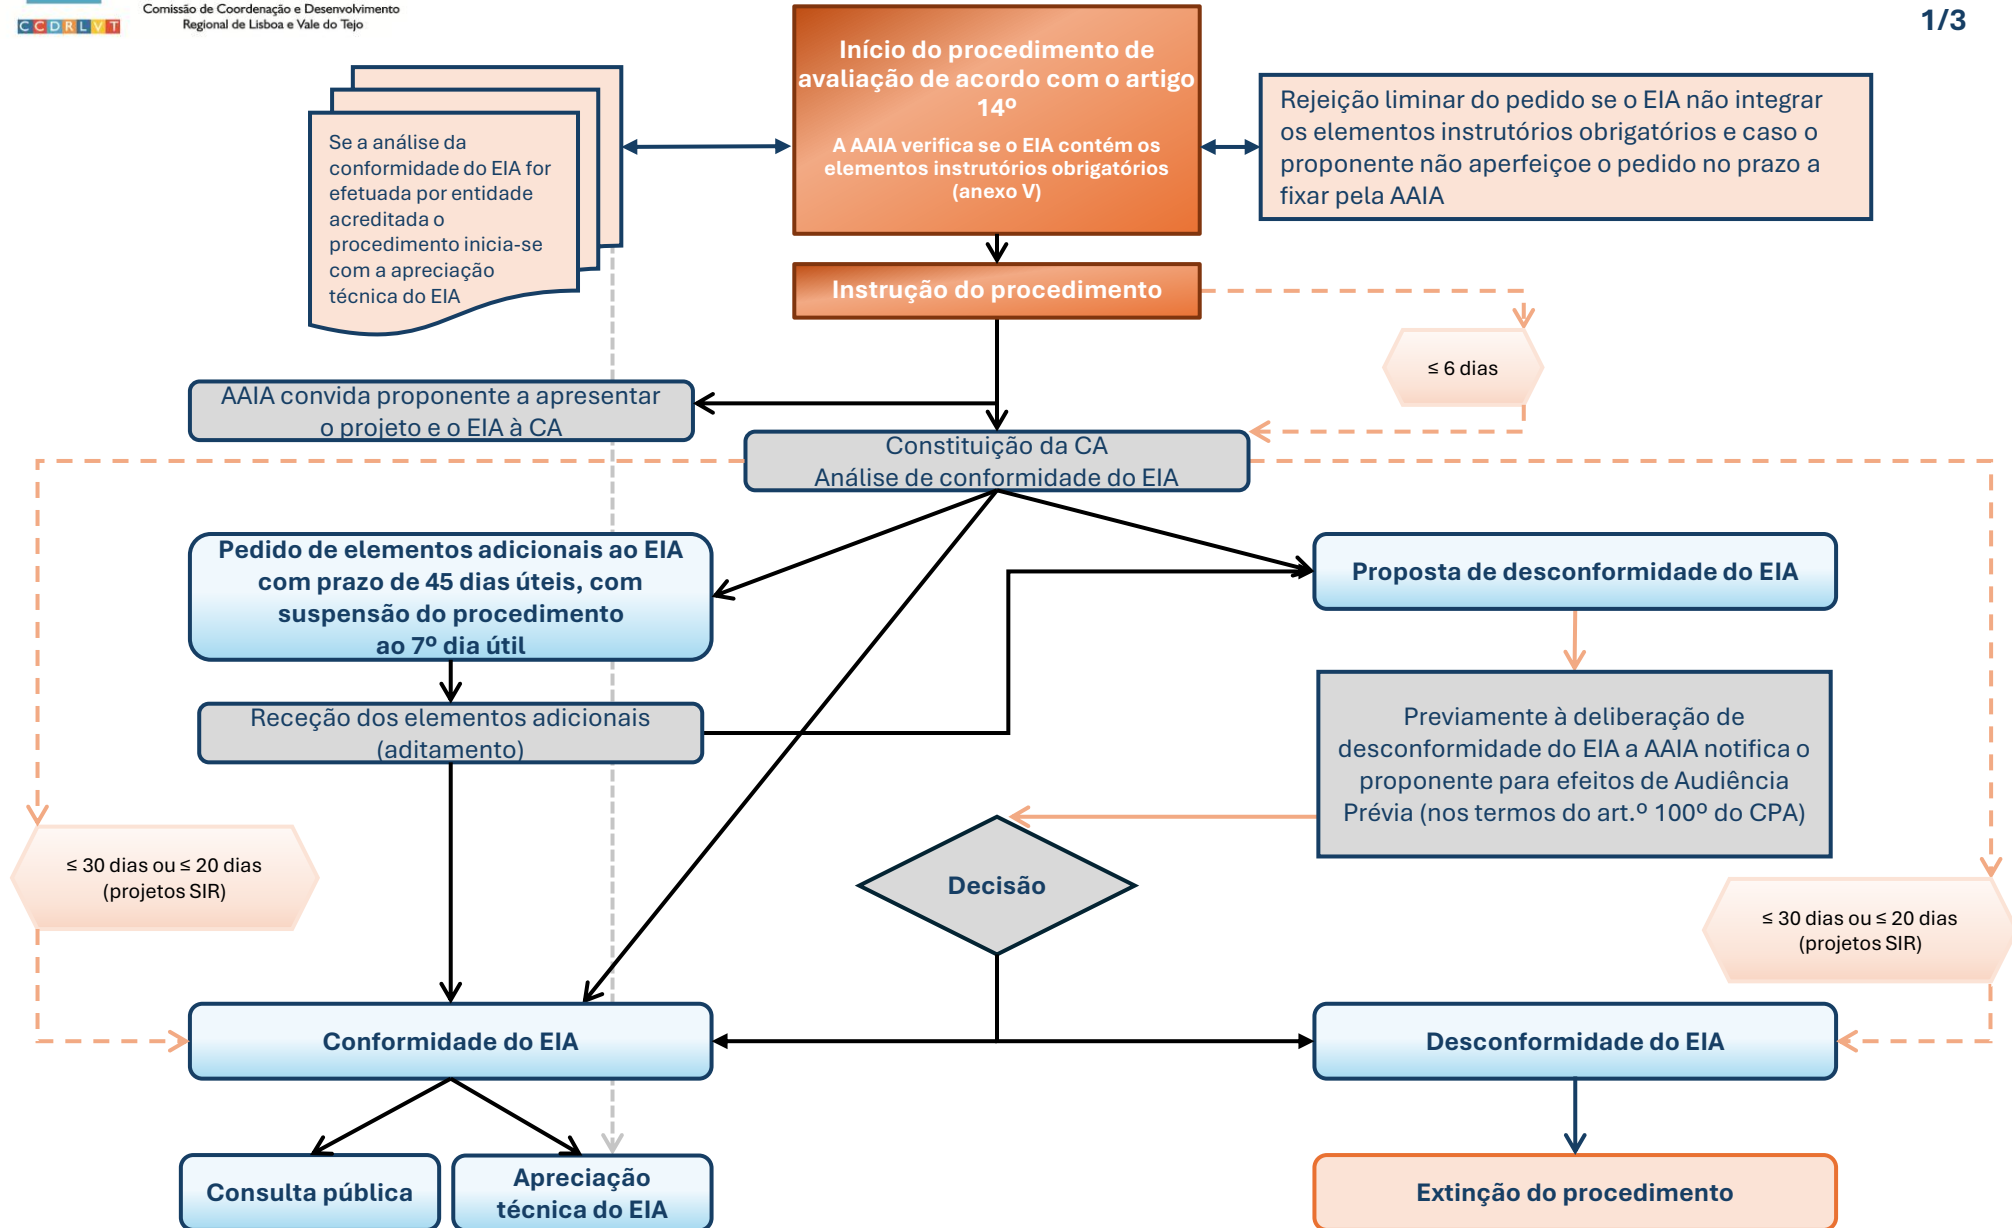 CCDRLVT
Comissão de Coordenação e Desenvolvimento
Regional de Lisboa e Vale do Tejo
1/3
Início do procedimento de
avaliação de acordo com o artigo
14º
A AAIA verifica se o EIA contém os
elementos instrutórios obrigatórios
(anexo V)
Rejeição liminar do pedido se o EIA não integrar
os elementos instrutórios obrigatórios e caso o
proponente não aperfeiçoe o pedido no prazo a
fixar pela AAIA
Se a análise da
conformidade do EIA for
efetuada por entidade
acreditada o
procedimento inicia-se
com a apreciação
técnica do EIA
Instrução do procedimento
≤ 6 dias
AAIA convida proponente a apresentar
o projeto e o EIA à CA
Constituição da CA
Análise de conformidade do EIA
Pedido de elementos adicionais ao EIA
com prazo de 45 dias úteis, com
suspensão do procedimento
ao 7º dia útil
Proposta de desconformidade do EIA
Receção dos elementos adicionais
(aditamento)
Previamente à deliberação de
desconformidade do EIA a AAIA notifica o
proponente para efeitos de Audiência
Prévia (nos termos do art.º 100º do CPA)
≤ 30 dias ou ≤ 20 dias
(projetos SIR)
Decisão
≤ 30 dias ou ≤ 20 dias
(projetos SIR)
Conformidade do EIA
Desconformidade do EIA
Consulta pública
Apreciação
técnica do EIA
Extinção do procedimento